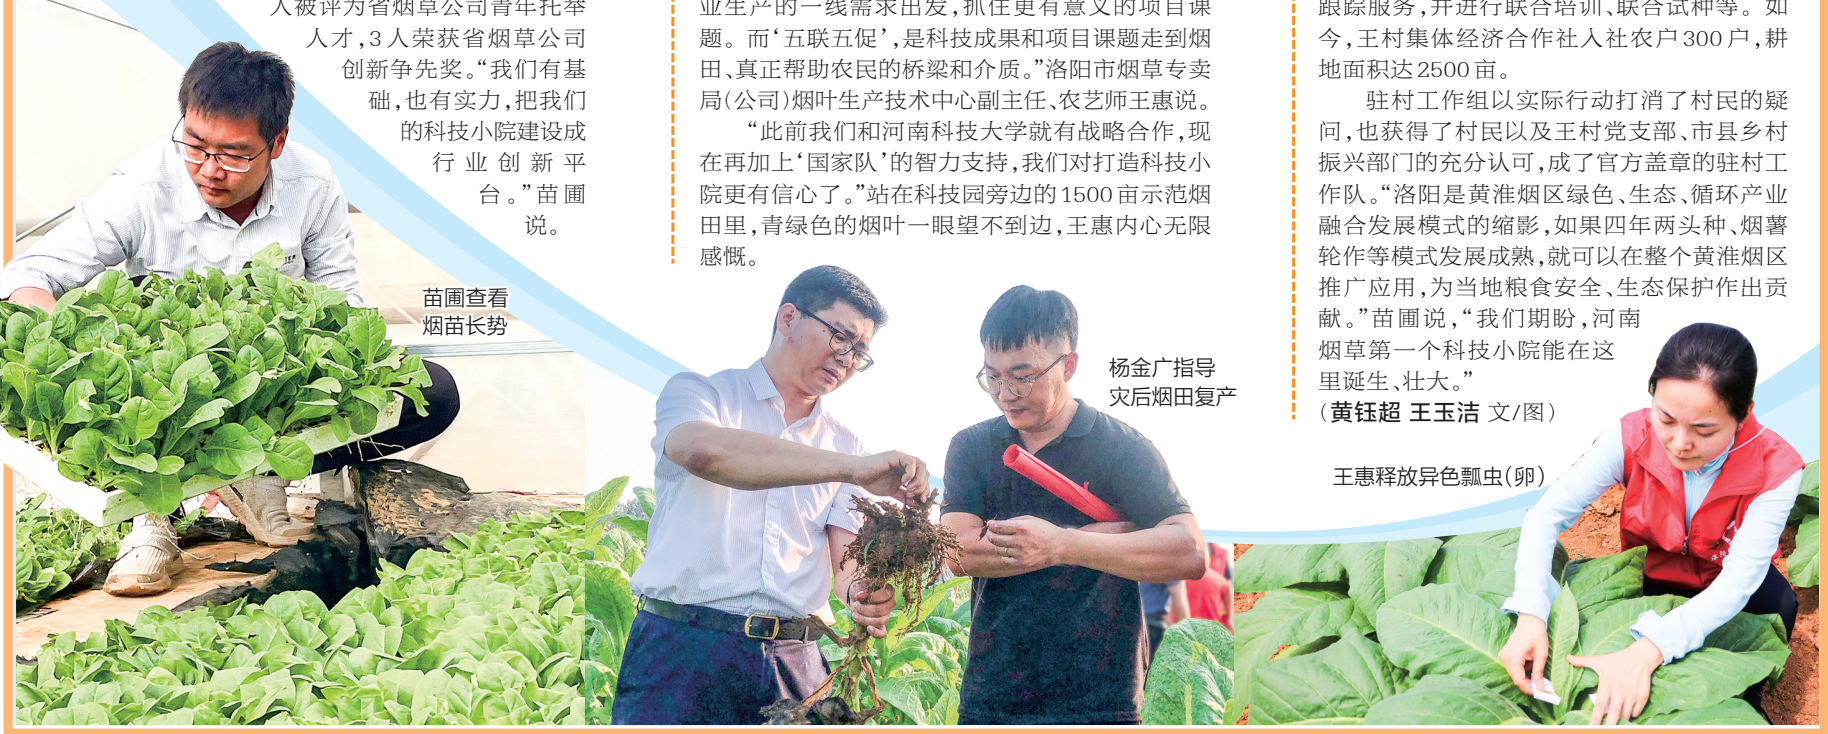 人被评为省烟草公司青年托举
人才，3人荣获省烟草公司
创新争先奖。“我们有基
础，也有实力，把我们
的科技小院建设成
行业创新平
台。”苗圃
说。
苗圃查看
烟苗长势
业生产的一线需求出发，抓住更有意义的项目课
题。而‘五联五促’，是科技成果和项目课题走到烟
田、真正帮助农民的桥梁和介质。”洛阳市烟草专卖
局（公司）烟叶生产技术中心副主任、农艺师王惠说。
“此前我们和河南科技大学就有战略合作，现
在再加上‘国家队’的智力支持，我们对打造科技小
院更有信心了。”站在科技园旁边的1500亩示范烟
田里，青绿色的烟叶一眼望不到边，王惠内心无限
感慨。
杨金广指导
灾后烟田复产
跟踪服务，并进行联合培训、联合试种等。如
今，王村集体经济合作社入社农户300户，耕
地面积达2500亩。
驻村工作组以实际行动打消了村民的疑
问，也获得了村民以及王村党支部、市县乡村
振兴部门的充分认可，成了官方盖章的驻村工
作队。“洛阳是黄淮烟区绿色、生态、循环产业
融合发展模式的缩影，如果四年两头种、烟薯
轮作等模式发展成熟，就可以在整个黄淮烟区
推广应用，为当地粮食安全、生态保护作出贡
献。”苗圃说，“我们期盼，河南
烟草第一个科技小院能在这
里诞生、壮大。”
（黄钰超 王玉洁 文/图）
王惠释放异色瓢虫（卵）